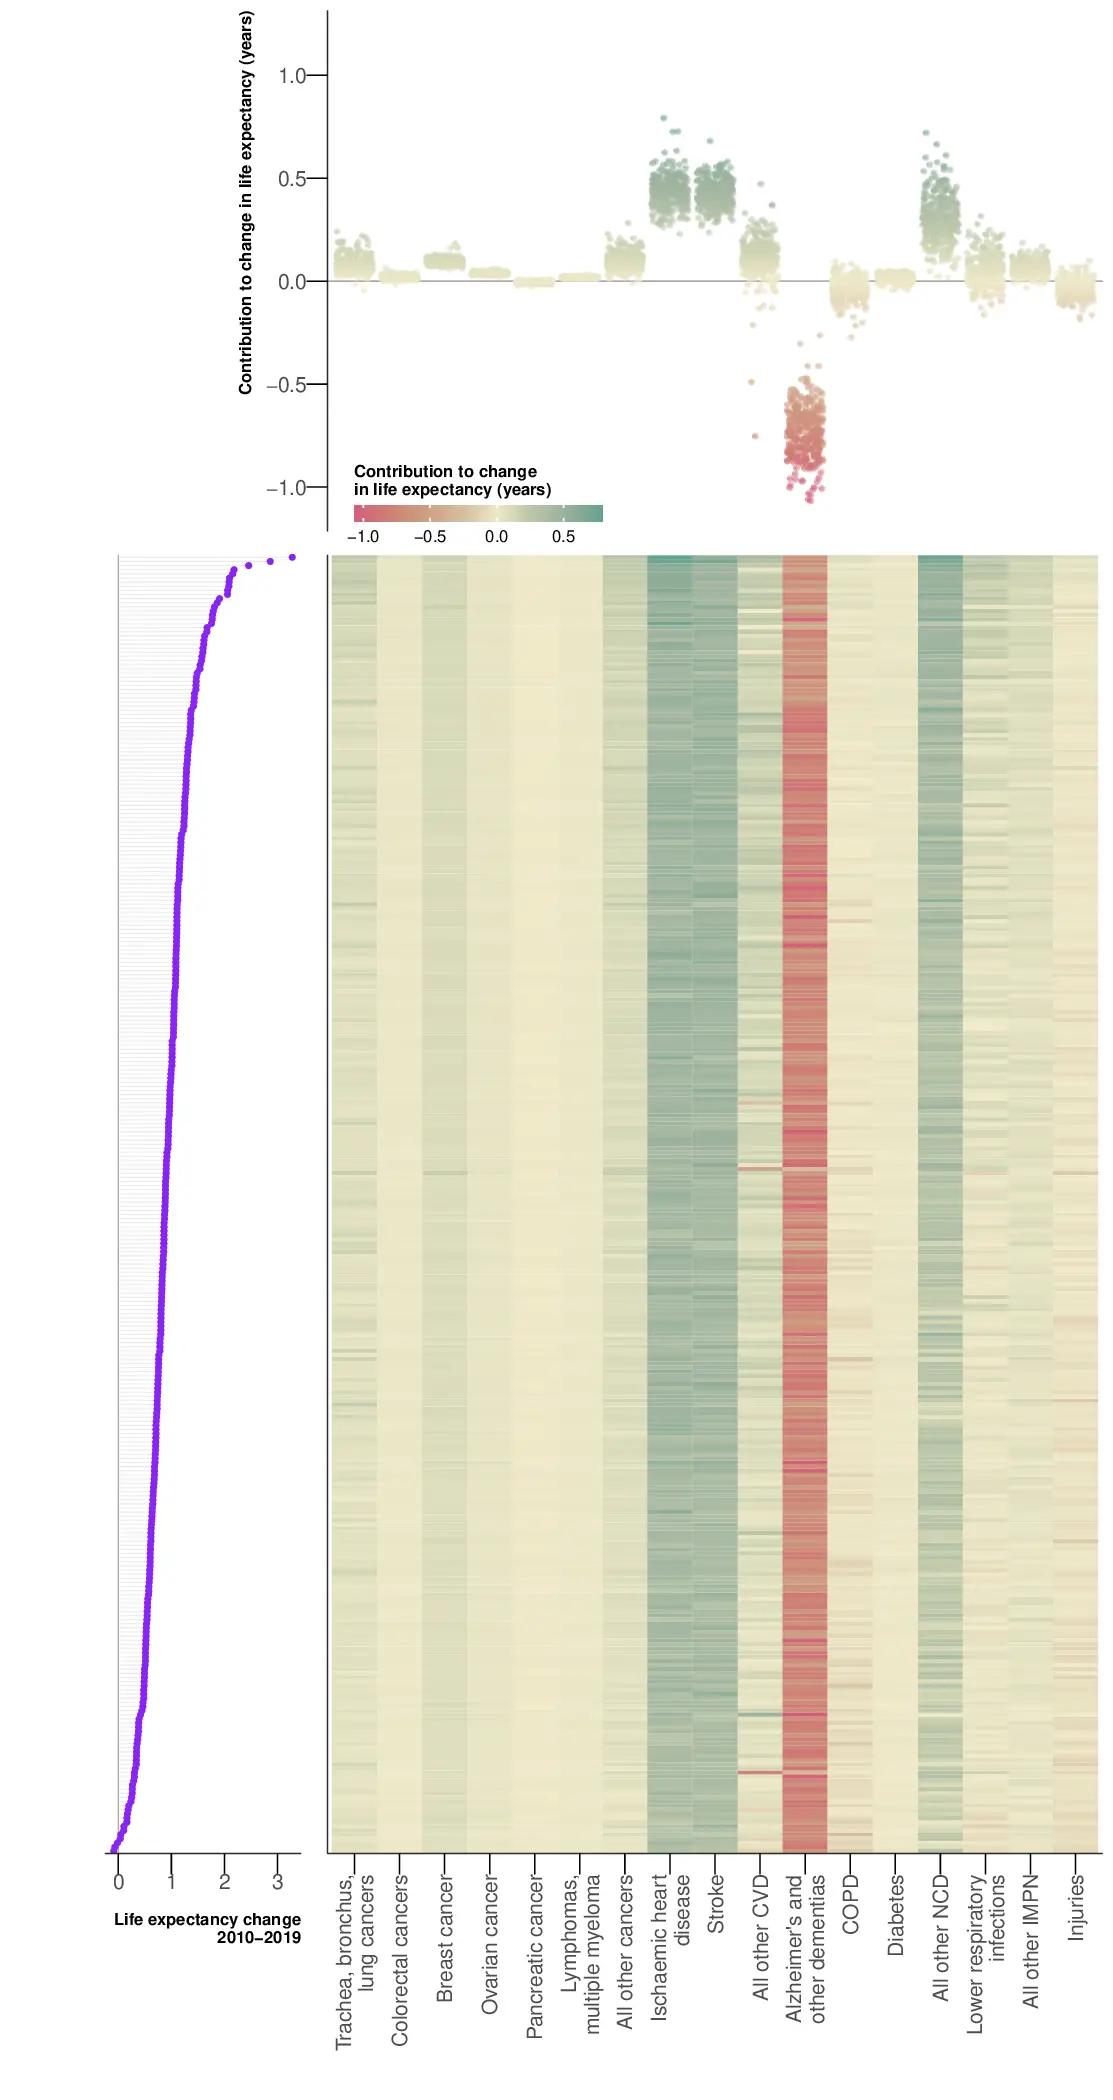 Contribution to change in life expectancy (years)
1.0
0.5
0.0
−0.5
−1.0
Contribution to change
in life expectancy (years)
−1.0 −0.5 0.0 0.5
0 1 2 3
Life expectancy change
2010−2019
Trachea, bronchus,
lung cancers
Colorectal cancers
Breast cancer
Ovarian cancer
Pancreatic cancer
Lymphomas,
multiple myeloma
All other cancers
Ischaemic heart
disease
Stroke
All other CVD
Alzheimer's and
other dementias
COPD
Diabetes
All other NCD
Lower respiratory
infections
All other IMPN
Injuries